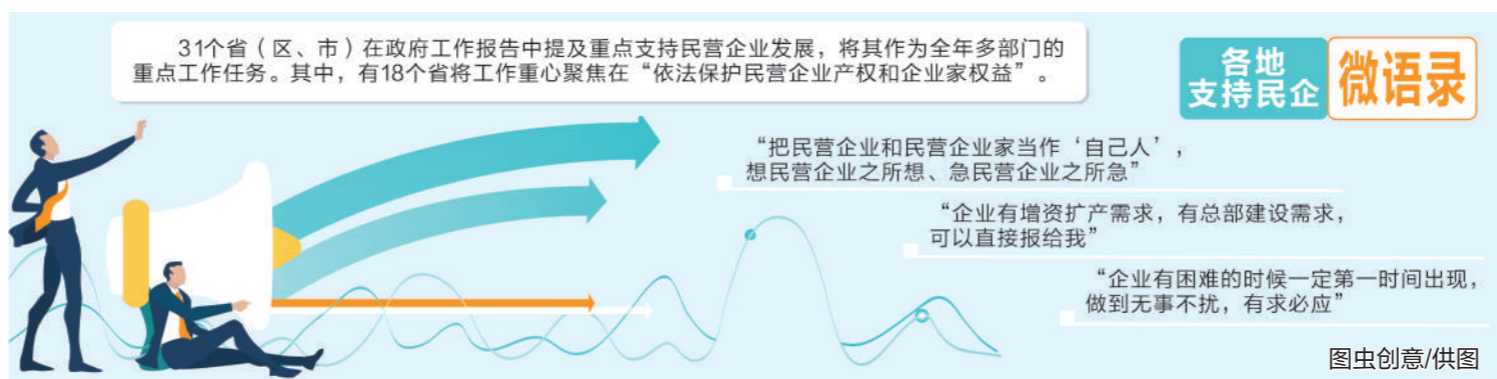 31个省（区、市）在政府工作报告中提及重点支持民营企业发展，将其作为全年多部门的
重点工作任务。其中，有18个省将工作重心聚焦在“依法保护民营企业产权和企业家权益”。
各地
支持民企
微语录
“把民营企业和民营企业家当作‘自己人’，
想民营企业之所想、急民营企业之所急”
“企业有增资扩产需求，有总部建设需求，
可以直接报给我”
“企业有困难的时候一定第一时间出现，
做到无事不扰，有求必应”
图虫创意/供图